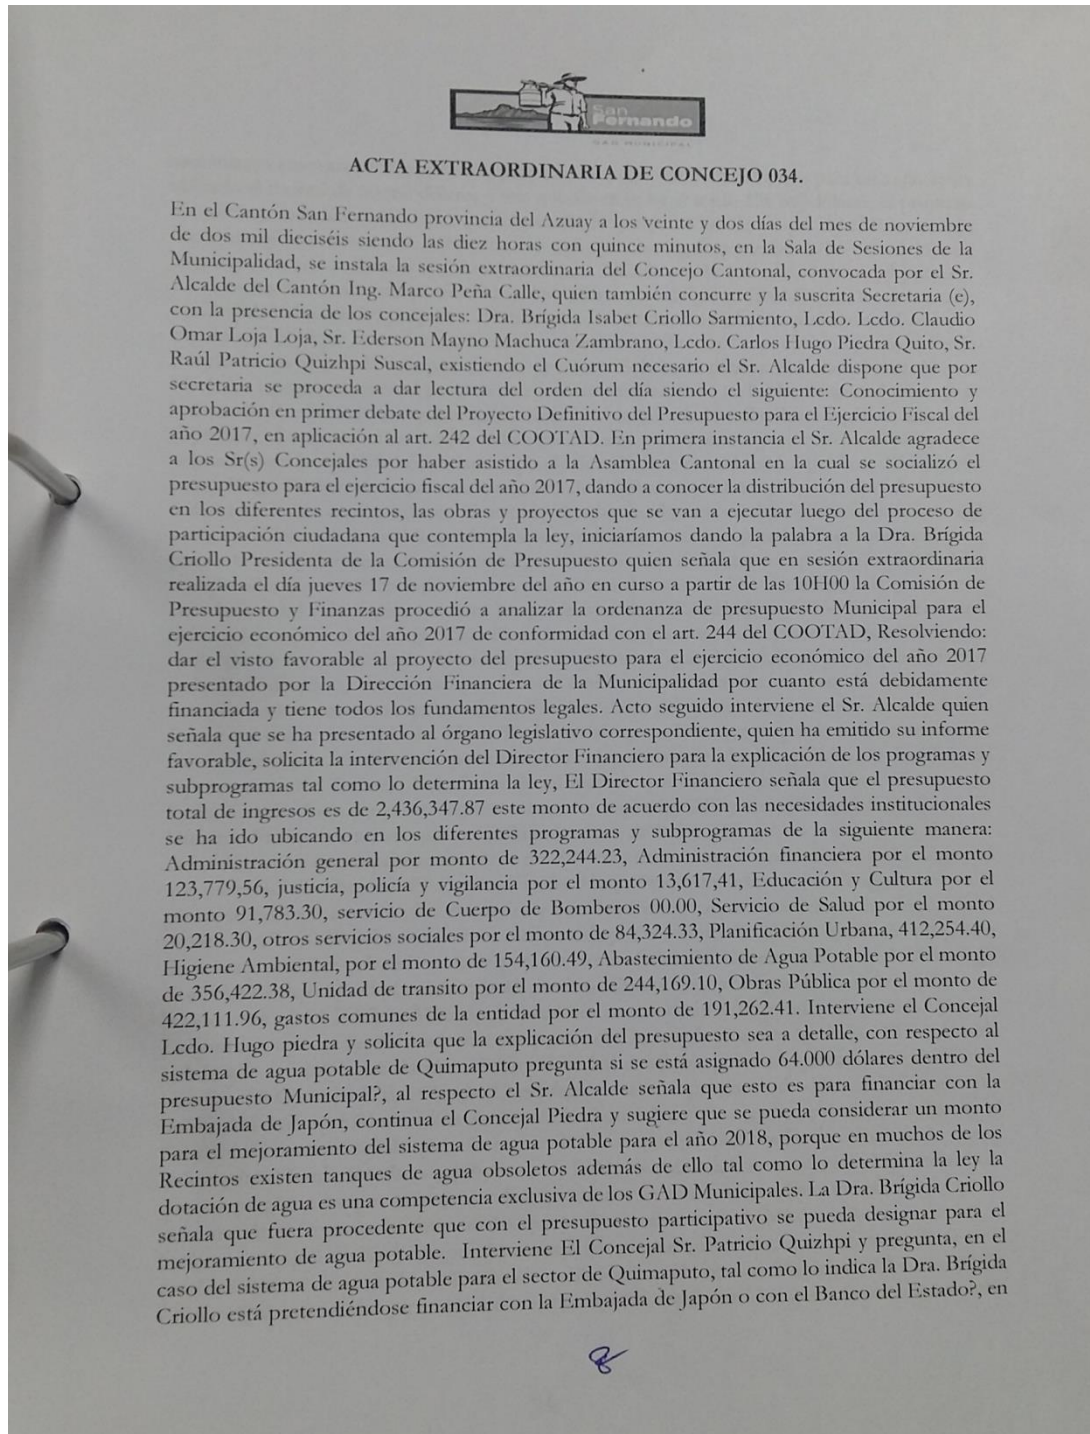 San
Fernando
GAD MUNICIPAL
ACTA EXTRAORDINARIA DE CONCEJO 034.
En el Cantón San Fernando provincia del Azuay a los veinte y dos días del mes de noviembre
de dos mil dieciséis siendo las diez horas con quince minutos, en la Sala de Sesiones de la
Municipalidad, se instala la sesión extraordinaria del Concejo Cantonal, convocada por el Sr.
Alcalde del Cantón Ing. Marco Peña Calle, quien también concurre y la suscrita Secretaria (e),
con la presencia de los concejales: Dra. Brígida Isabet Criollo Sarmiento, Lcdo. Lcdo. Claudio
Omar Loja Loja, Sr. Ederson Mayno Machuca Zambrano, Lcdo. Carlos Hugo Piedra Quito, Sr.
Raúl Patricio Quizhpi Suscal, existiendo el Cuórum necesario el Sr. Alcalde dispone que por
secretaria se proceda a dar lectura del orden del día siendo el siguiente: Conocimiento y
aprobación en primer debate del Proyecto Definitivo del Presupuesto para el Ejercicio Fiscal del
año 2017, en aplicación al art. 242 del COOTAD. En primera instancia el Sr. Alcalde agradece
a los Sr(s) Concejales por haber asistido a la Asamblea Cantonal en la cual se socializó el
presupuesto para el ejercicio fiscal del año 2017, dando a conocer la distribución del presupuesto
en los diferentes recintos, las obras y proyectos que se van a ejecutar luego del proceso de
participación ciudadana que contempla la ley, iniciaríamos dando la palabra a la Dra. Brígida
Criollo Presidenta de la Comisión de Presupuesto quien señala que en sesión extraordinaria
realizada el día jueves 17 de noviembre del año en curso a partir de las 10H00 la Comisión de
Presupuesto y Finanzas procedió a analizar la ordenanza de presupuesto Municipal para el
ejercicio económico del año 2017 de conformidad con el art. 244 del COOTAD, Resolviendo:
dar el visto favorable al proyecto del presupuesto para el ejercicio económico del año 2017
presentado por la Dirección Financiera de la Municipalidad por cuanto está debidamente
financiada y tiene todos los fundamentos legales. Acto seguido interviene el Sr. Alcalde quien
señala que se ha presentado al órgano legislativo correspondiente, quien ha emitido su informe
favorable, solicita la intervención del Director Financiero para la explicación de los programas y
subprogramas tal como lo determina la ley, El Director Financiero señala que el presupuesto
total de ingresos es de 2,436,347.87 este monto de acuerdo con las necesidades institucionales
se ha ido ubicando en los diferentes programas y subprogramas de la siguiente manera:
Administración general por monto de 322,244.23, Administración financiera por el monto
123,779,56, justicia, policía y vigilancia por el monto 13,617,41, Educación y Cultura por el
monto 91,783.30, servicio de Cuerpo de Bomberos 00.00, Servicio de Salud por el monto
20,218.30, otros servicios sociales por el monto de 84,324.33, Planificación Urbana, 412,254.40,
Higiene Ambiental, por el monto de 154,160.49, Abastecimiento de Agua Potable por el monto
de 356,422.38, Unidad de transito por el monto de 244,169.10, Obras Pública por el monto de
422,111.96, gastos comunes de la entidad por el monto de 191,262.41. Interviene el Concejal
Lcdo. Hugo piedra y solicita que la explicación del presupuesto sea a detalle, con respecto al
sistema de agua potable de Quimaputo pregunta si se está asignado 64.000 dólares dentro del
presupuesto Municipal?, al respecto el Sr. Alcalde señala que esto es para financiar con la
Embajada de Japón, continua el Concejal Piedra y sugiere que se pueda considerar un monto
para el mejoramiento del sistema de agua potable para el año 2018, porque en muchos de los
Recintos existen tanques de agua obsoletos además de ello tal como lo determina la ley la
dotación de agua es una competencia exclusiva de los GAD Municipales. La Dra. Brígida Criollo
señala que fuera procedente que con el presupuesto participativo se pueda designar para el
mejoramiento de agua potable. Interviene El Concejal Sr. Patricio Quizhpi y pregunta, en el
caso del sistema de agua potable para el sector de Quimaputo, tal como lo indica la Dra. Brígida
Criollo está pretendiéndose financiar con la Embajada de Japón o con el Banco del Estado?, en